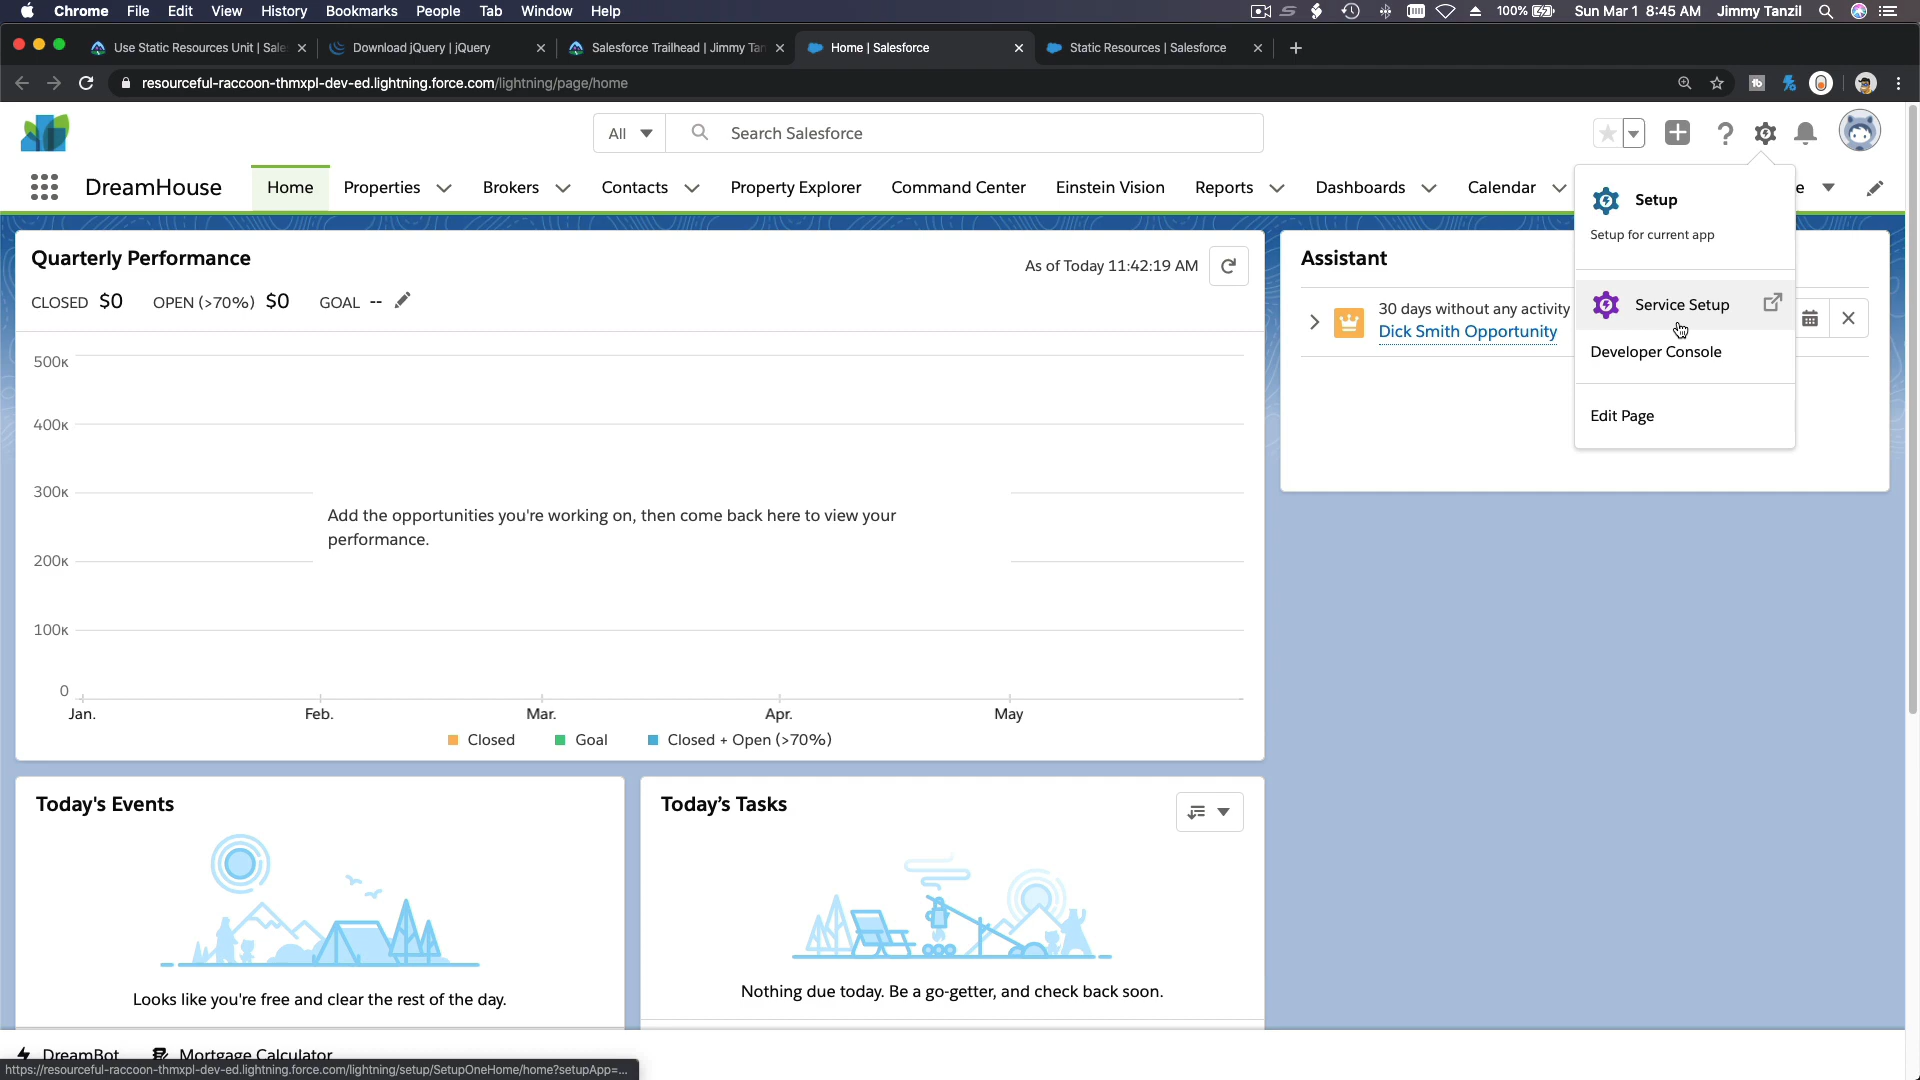 Chrome File Edit View History Bookmarks People Tab Window Help 100% Sun Mar 1 8:45 AM Jimmy Tanzil
Use Static Resources Unit | Sale Download jQuery | jQuery Salesforce Trailhead | Jimmy Tan Home | Salesforce Static Resources | Salesforce
resourceful-raccoon-thmxpl-dev-ed.lightning.force.com/lightning/page/home
All Search Salesforce
DreamHouse Home Properties Brokers Contacts Property Explorer Command Center Einstein Vision Reports Dashboards Calendar e
Setup
Setup for current app
Service Setup
Developer Console
Edit Page
Quarterly Performance
As of Today 11:42:19 AM
CLOSED $0 OPEN (>70%) $0 GOAL --
500K
400K
300K
200K
100K
0
Add the opportunities you're working on, then come back here to view your
performance.
Jan. Feb. Mar. Apr. May
Closed Goal Closed + Open (>70%)
Assistant
30 days without any activity
Dick Smith Opportunity
Today's Events
Looks like you're free and clear the rest of the day.
Today's Tasks
Nothing due today. Be a go-getter, and check back soon.
DreamBot Mortgage Calculator
https://resourceful-raccoon-thmxpl-dev-ed.lightning.force.com/lightning/setup/SetupOneHome/home?setupApp=...